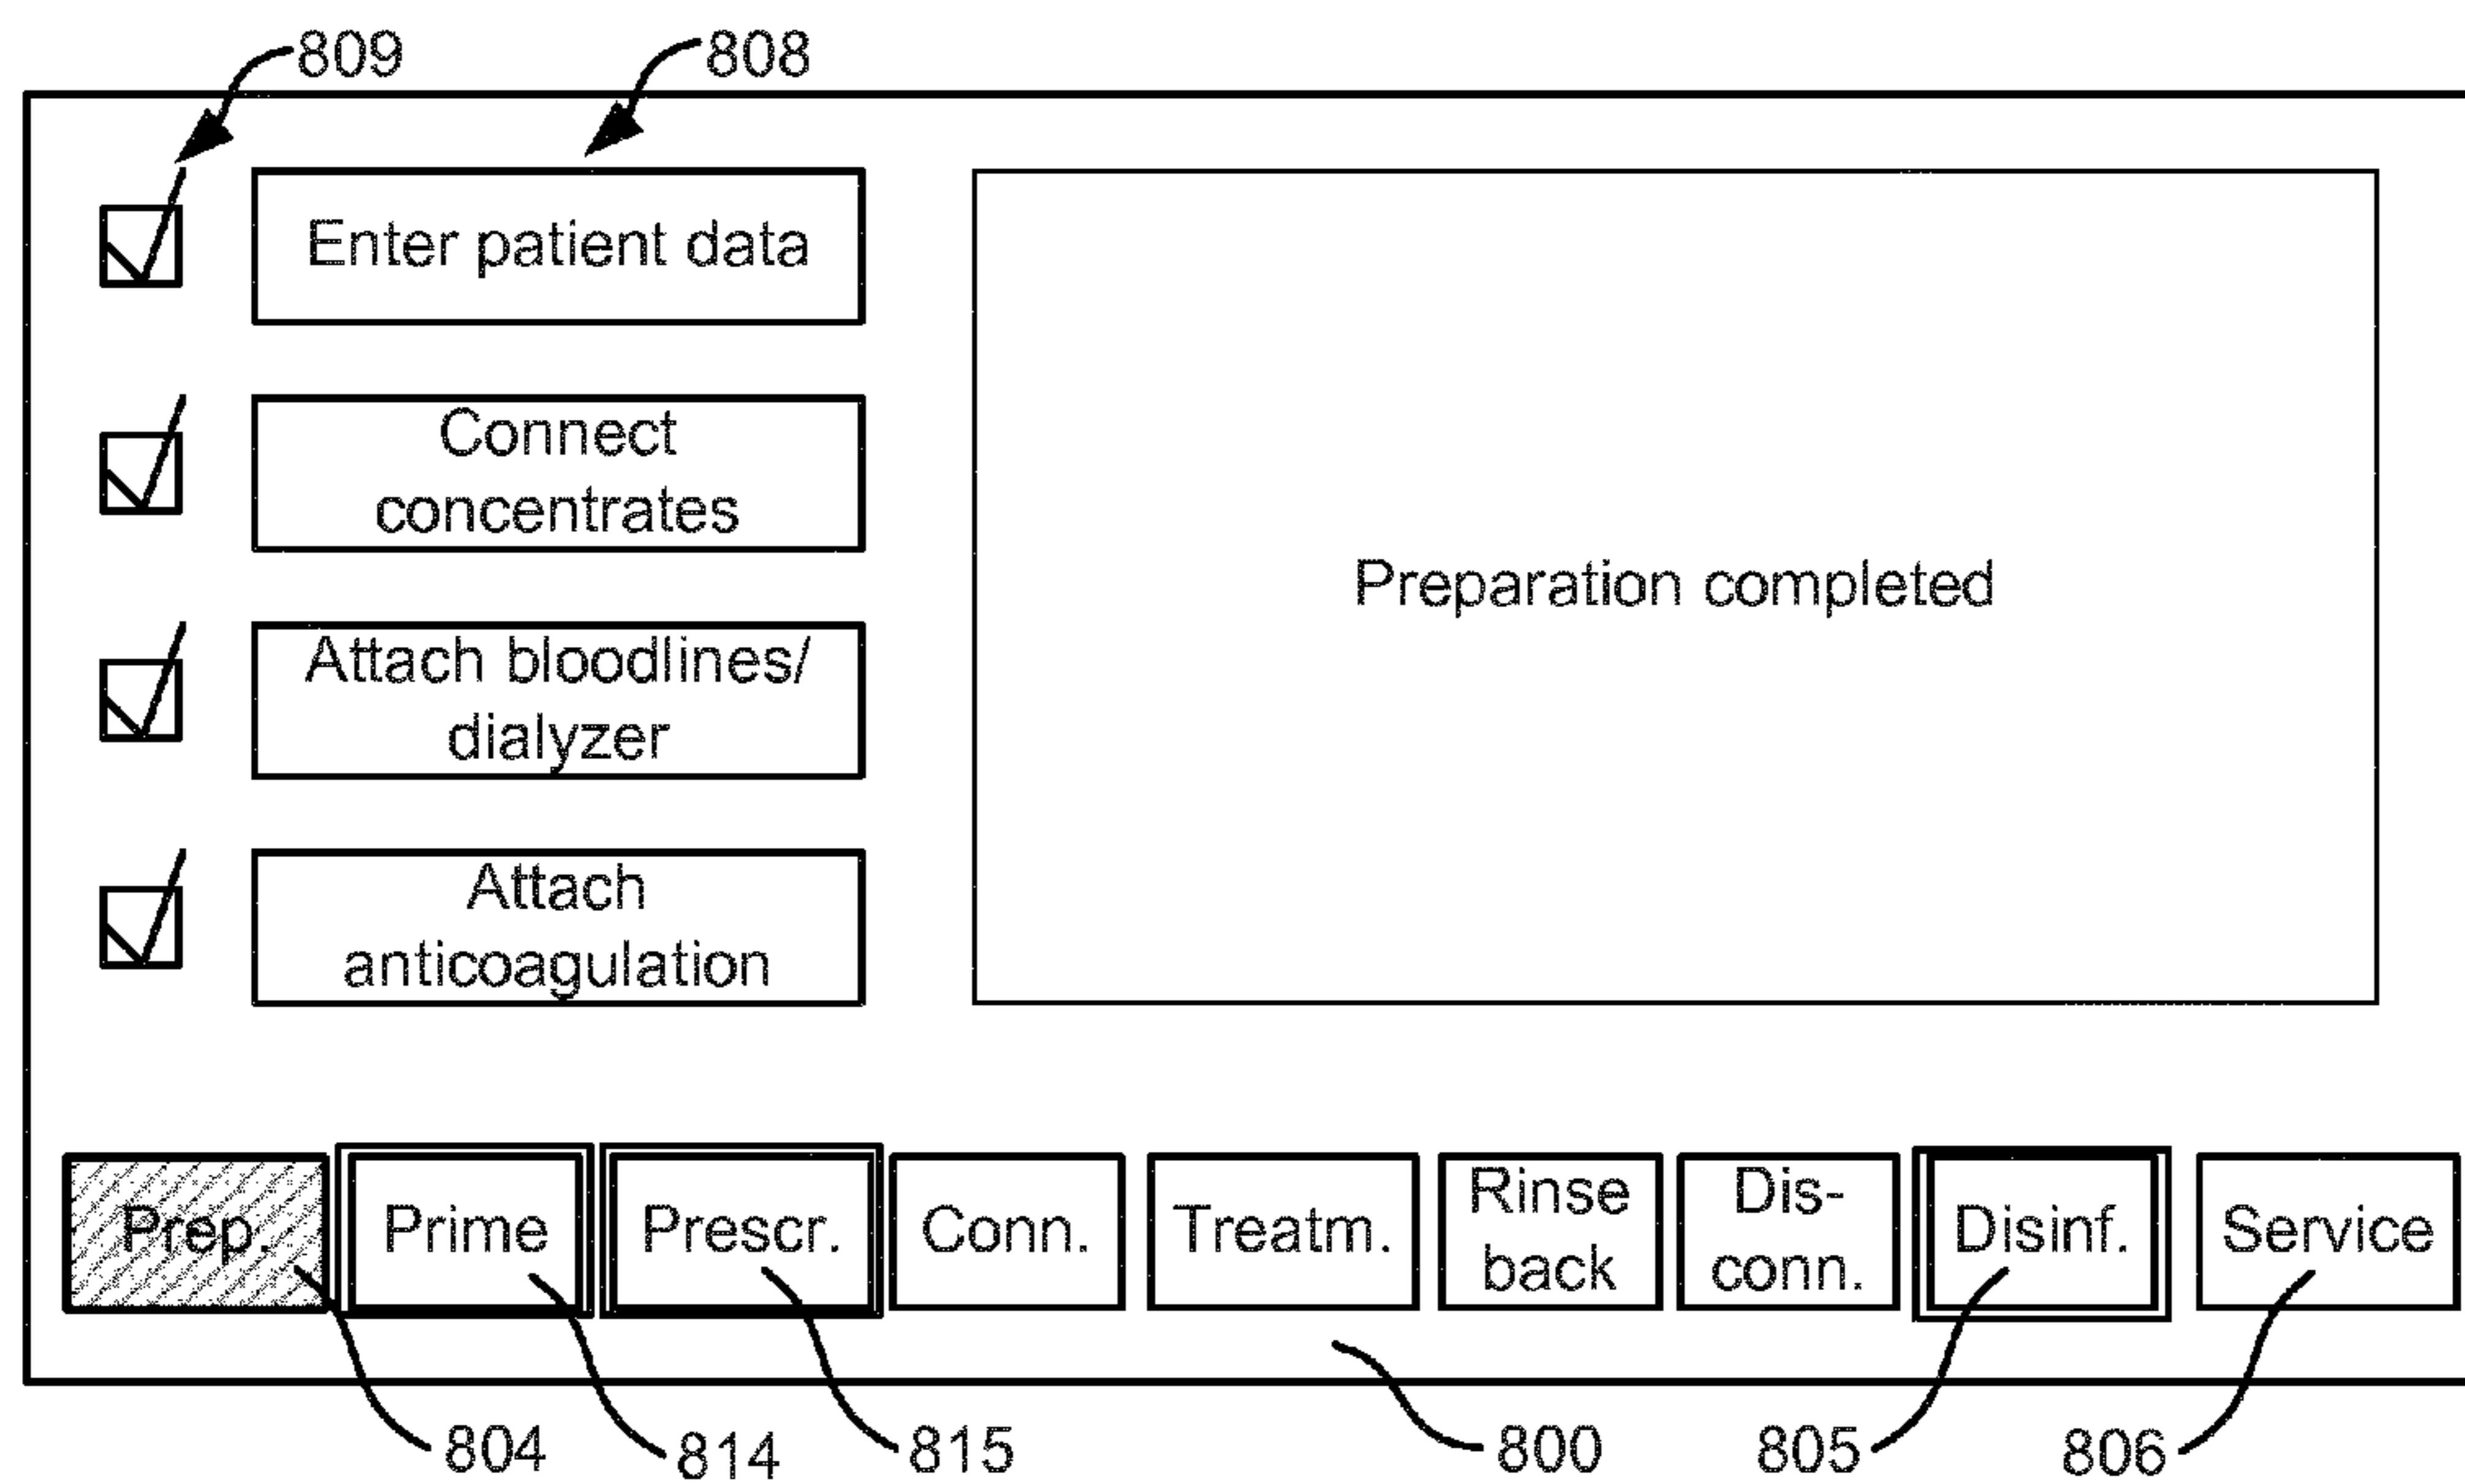 809
808
Enter patient data
Connect
concentrates
Attach bloodlines/
dialyzer
Attach
anticoagulation
Preparation completed
Prep.
Prime
Prescr.
Conn.
Treatm.
Rinse
back
Dis-
conn.
Disinf.
Service
804
814
815
800
805
806